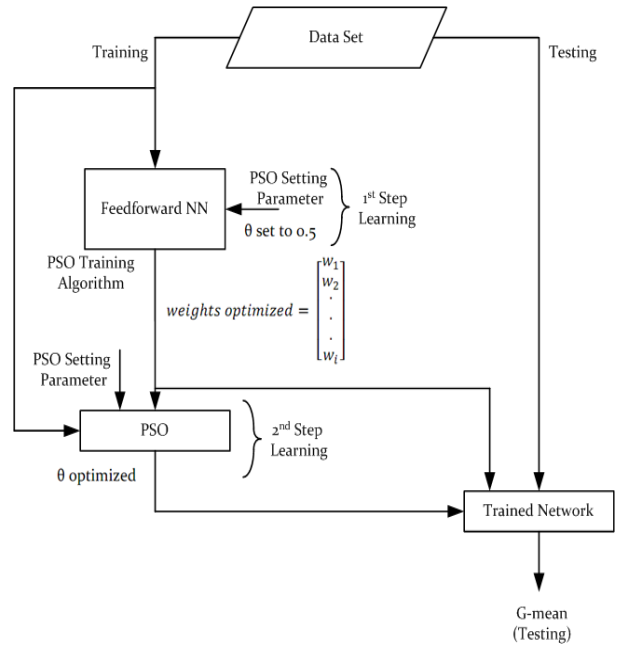 Data Set
Training
Testing
Feedforward NN
PSO Setting
Parameter
θ set to 0.5
1st Step
Learning
PSO Training
Algorithm
weights optimized =
w1
w2
.
.
.
wi
PSO Setting
Parameter
PSO
2nd Step
Learning
θ optimized
Trained Network
G-mean
(Testing)